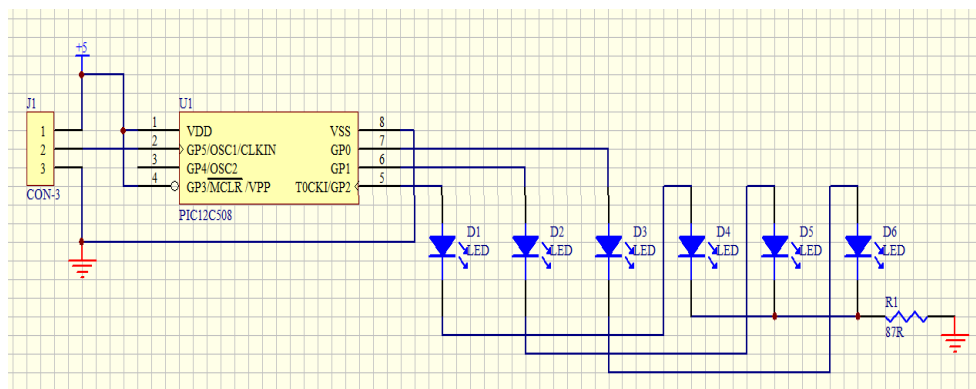 +5
J1
1
2
3
CON-3
U1
1 VDD VSS 8
2 GP5/OSC1/CLKIN GP0 7
3 GP4/OSC2 GP1 6
4 GP3/MCLR /VPP T0CKI/GP2 5
PIC12C508
D1 LED
D2 LED
D3 LED
D4 LED
D5 LED
D6 LED
R1
87R